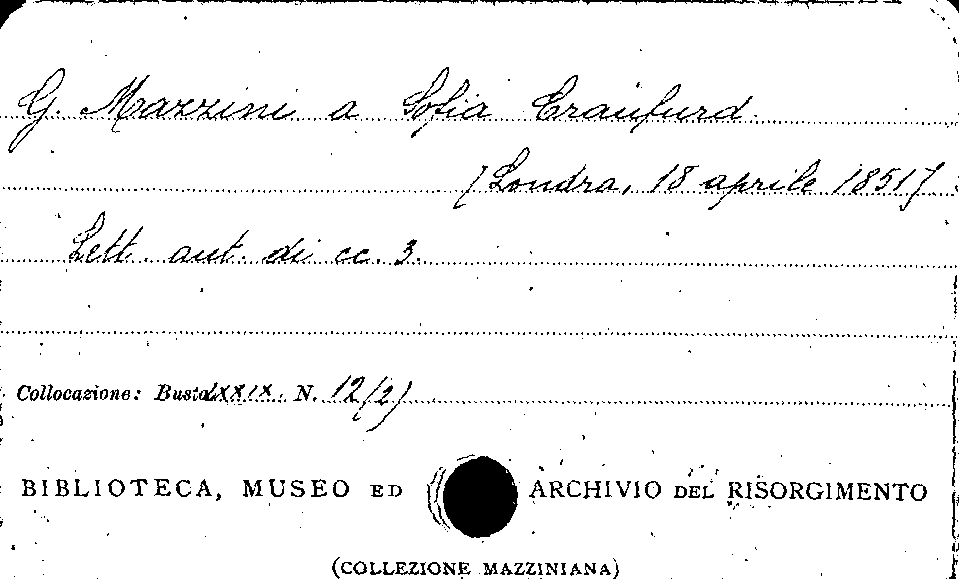 G. Mazzini a Sofia Craufurd
[Londra, 18 aprile 1851]
Lett. aut. di cc. 3.
Collocazione: Busta LXXIX. N. 12(2)
BIBLIOTECA, MUSEO ED ARCHIVIO DEL RISORGIMENTO
(COLLEZIONE MAZZINIANA)